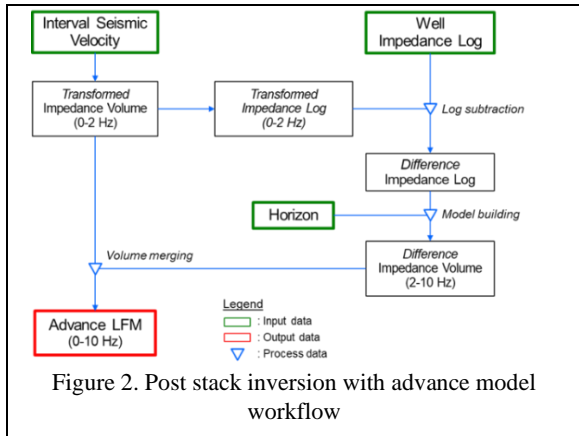 Interval Seismic
Velocity
Well
Impedance Log
Transformed
Impedance Volume
(0-2 Hz)
Transformed
Impedance Log
(0-2 Hz)
Log subtraction
Difference
Impedance Log
Horizon
Model building
Volume merging
Difference
Impedance Volume
(2-10 Hz)
Advance LFM
(0-10 Hz)
Legend
: Input data
: Output data
: Process data
Figure 2. Post stack inversion with advance model
workflow